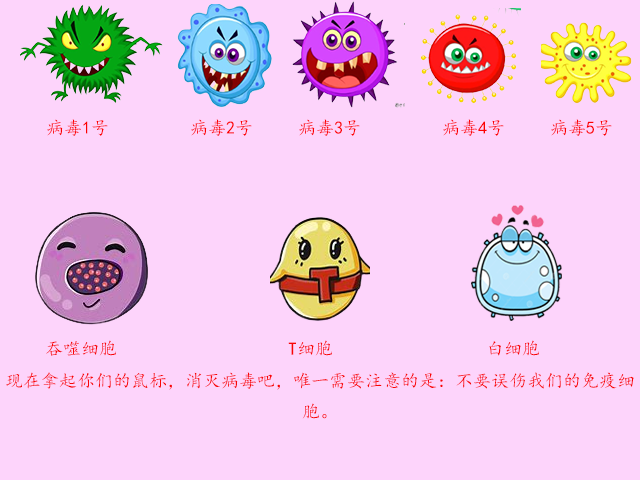 病毒1号 病毒2号 病毒3号 病毒4号 病毒5号
T
吞噬细胞 T细胞 白细胞
现在拿起你们的鼠标，消灭病毒吧，唯一需要注意的是：不要误伤我们的免疫细
胞。